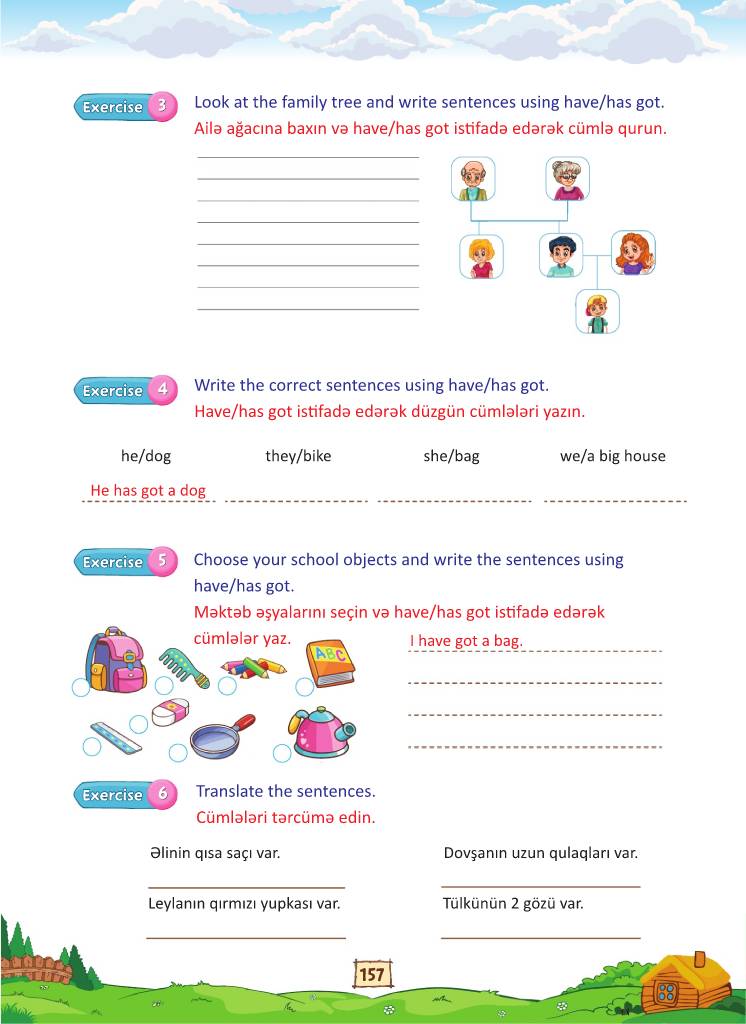 Exercise 3
Look at the family tree and write sentences using have/has got.
Ailə ağacına baxın və have/has got istifadə edərək cümlə qurun.
Exercise 4
Write the correct sentences using have/has got.
Have/has got istifadə edərək düzgün cümlələri yazın.
he/dog they/bike she/bag we/a big house
He has got a dog
Exercise 5
Choose your school objects and write the sentences using
have/has got.
Məktəb əşyalarını seçin və have/has got istifadə edərək
cümlələr yaz.
I have got a bag.
ABC
Exercise 6
Translate the sentences.
Cümlələri tərcümə edin.
Əlinin qısa saçı var. Dovşanın uzun qulaqları var.
Leylanın qırmızı yupkası var. Tülkünün 2 gözü var.
157